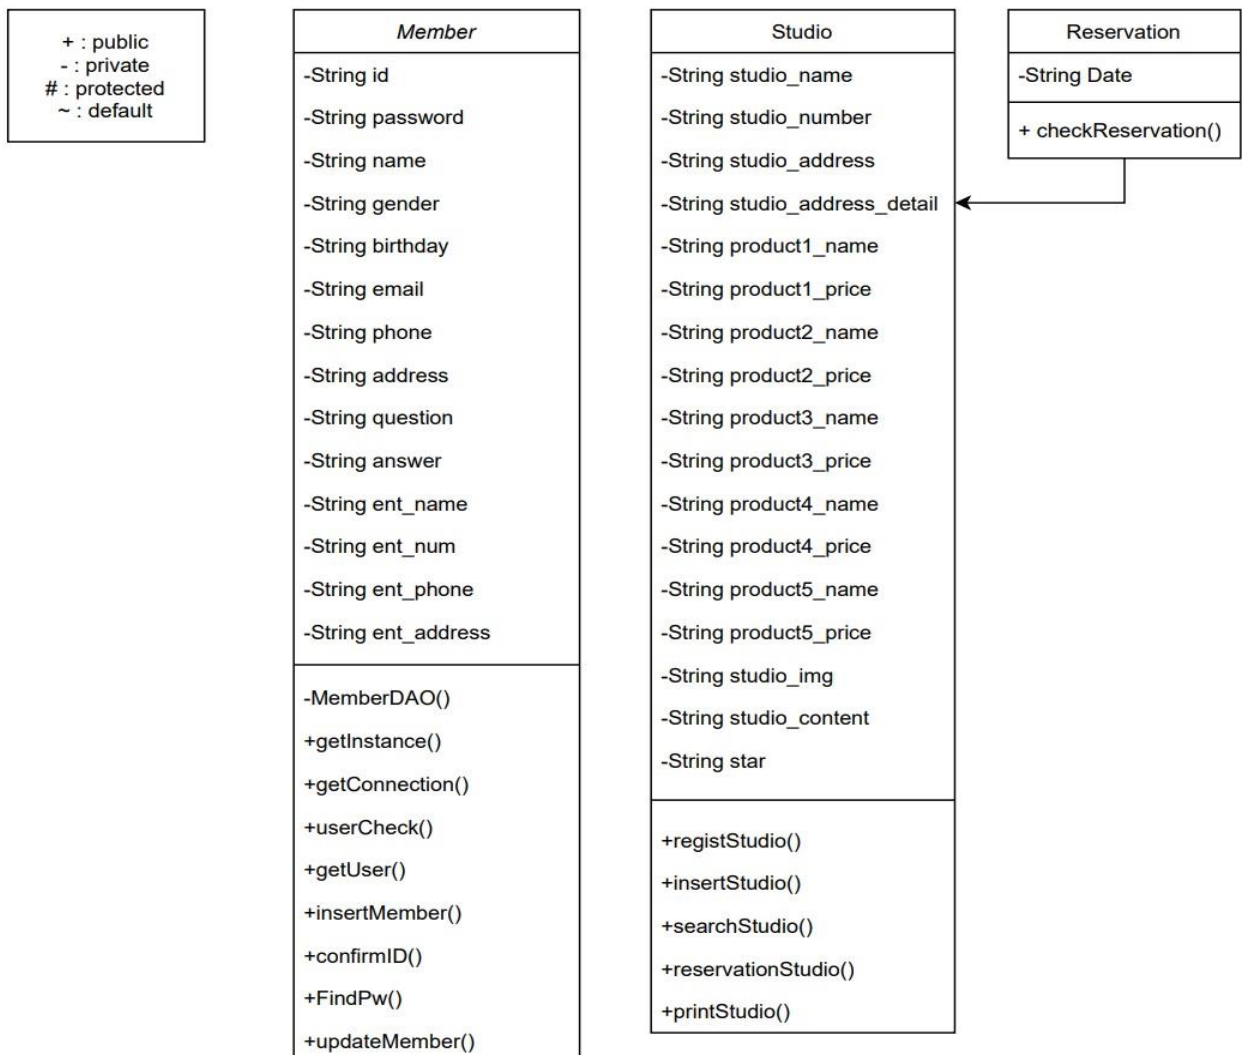 + : public
- : private
# : protected
~ : default
Member
-String id
-String password
-String name
-String gender
-String birthday
-String email
-String phone
-String address
-String question
-String answer
-String ent_name
-String ent_num
-String ent_phone
-String ent_address
-MemberDAO()
+getInstance()
+getConnection()
+userCheck()
+getUser()
+insertMember()
+confirmID()
+FindPw()
+updateMember()
Studio
-String studio_name
-String studio_number
-String studio_address
-String studio_address_detail
-String product1_name
-String product1_price
-String product2_name
-String product2_price
-String product3_name
-String product3_price
-String product4_name
-String product4_price
-String product5_name
-String product5_price
-String studio_img
-String studio_content
-String star
+registStudio()
+insertStudio()
+searchStudio()
+reservationStudio()
+printStudio()
Reservation
-String Date
+ checkReservation()